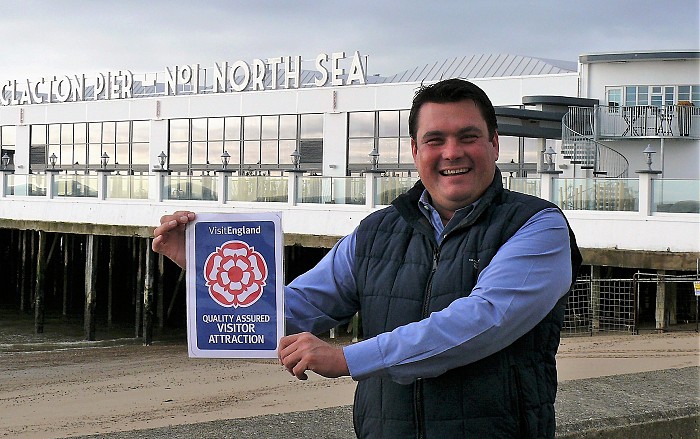 CLACTON PIER - No1 NORTH SEA
VisitEngland
QUALITY ASSURED
VISITOR
ATTRACTION